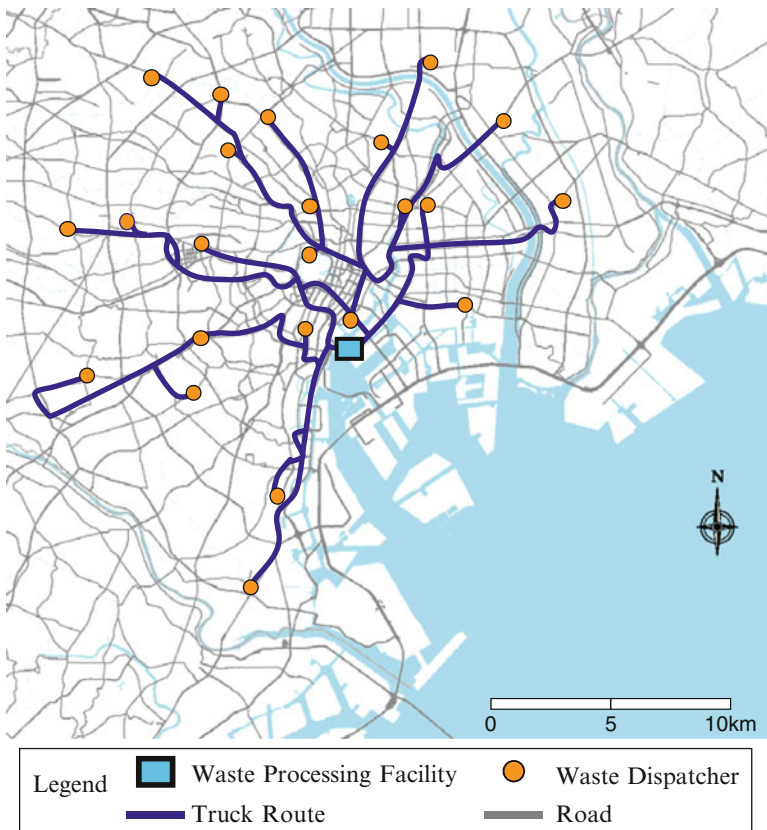 N
0 5 10km
Legend Waste Processing Facility Waste Dispatcher
Truck Route Road